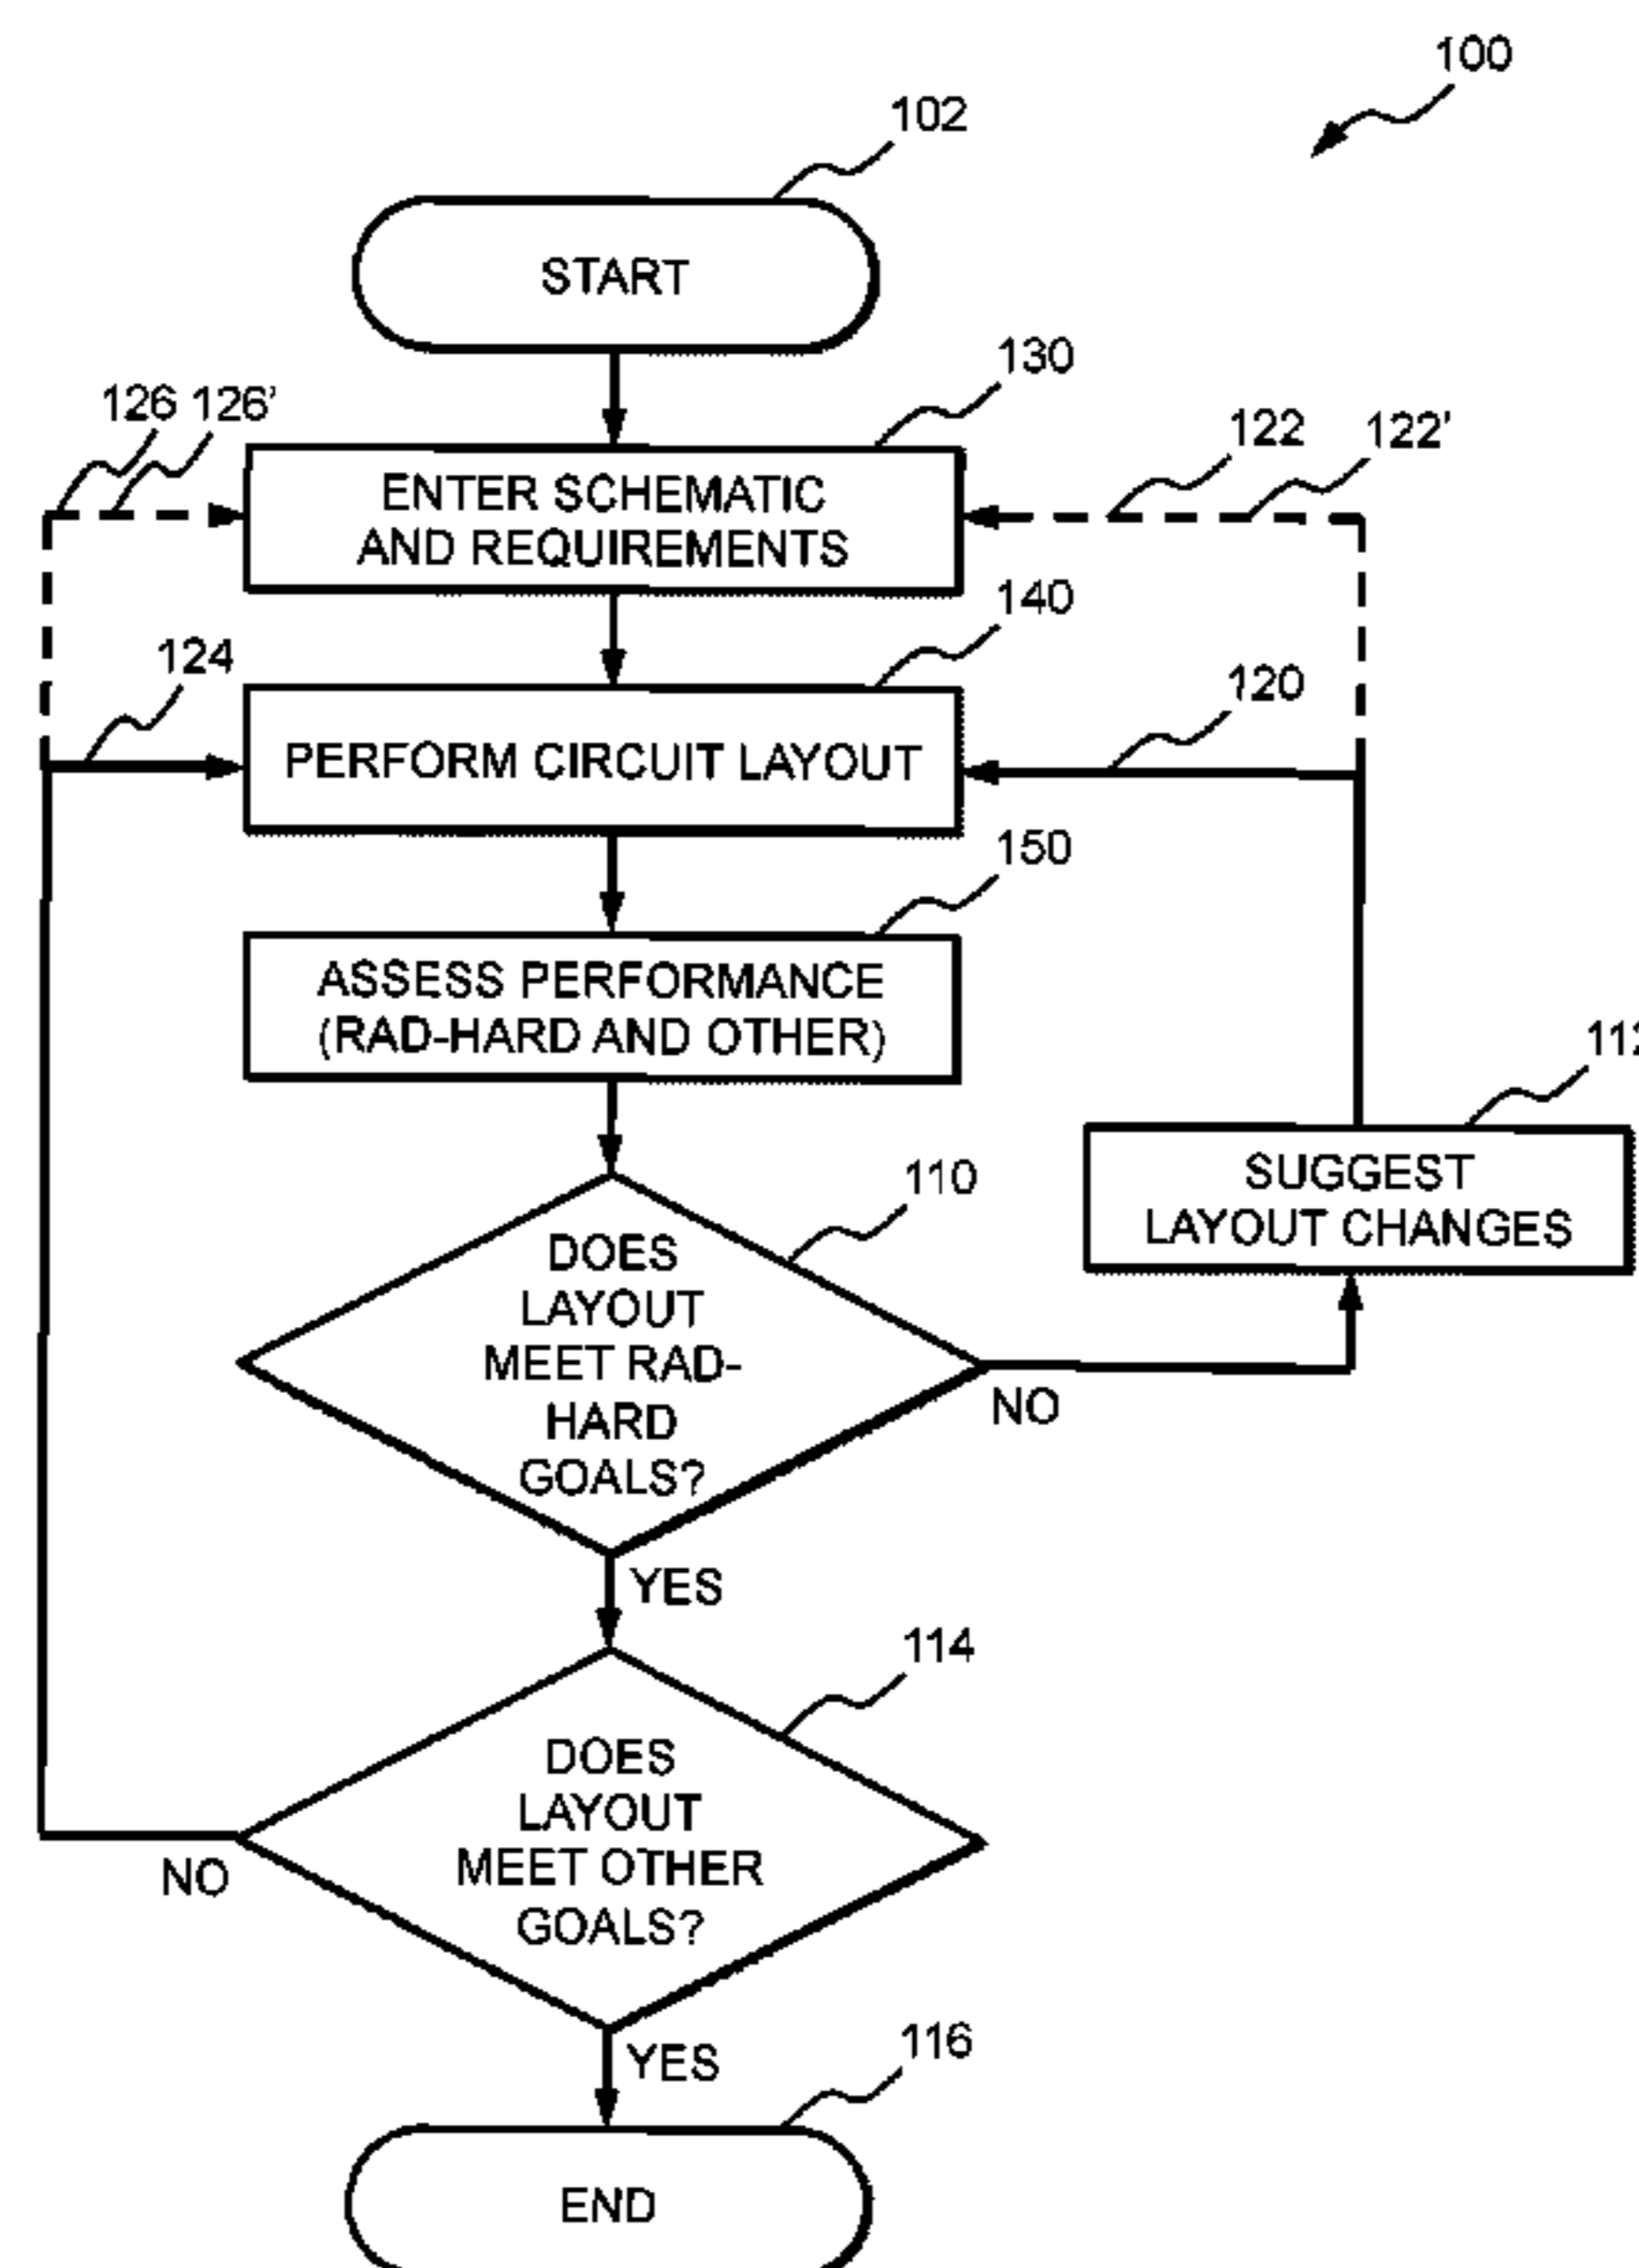 100
102
START
130
126 126'
122 122'
ENTER SCHEMATIC
AND REQUIREMENTS
140
124
120
PERFORM CIRCUIT LAYOUT
150
ASSESS PERFORMANCE
(RAD-HARD AND OTHER)
112
SUGGEST
LAYOUT CHANGES
110
DOES
LAYOUT
MEET RAD-
HARD
GOALS?
NO
YES
114
DOES
LAYOUT
MEET OTHER
GOALS?
NO
YES
116
END